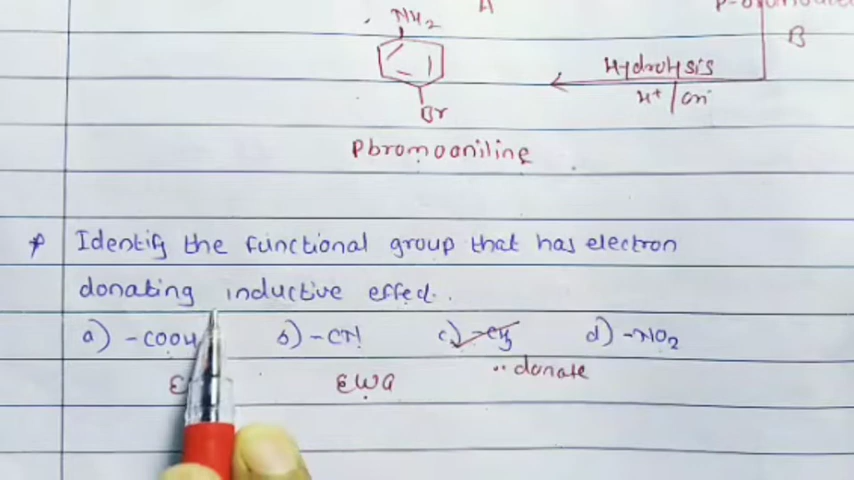 NH2 A
B
Hydrolysis
H+/OH-
Br
Pbromoaniline
* Identify the functional group that has electron
donating inductive effect.
a) -COOH b) -CN c) -CH3 d) -NO2
EWG donate